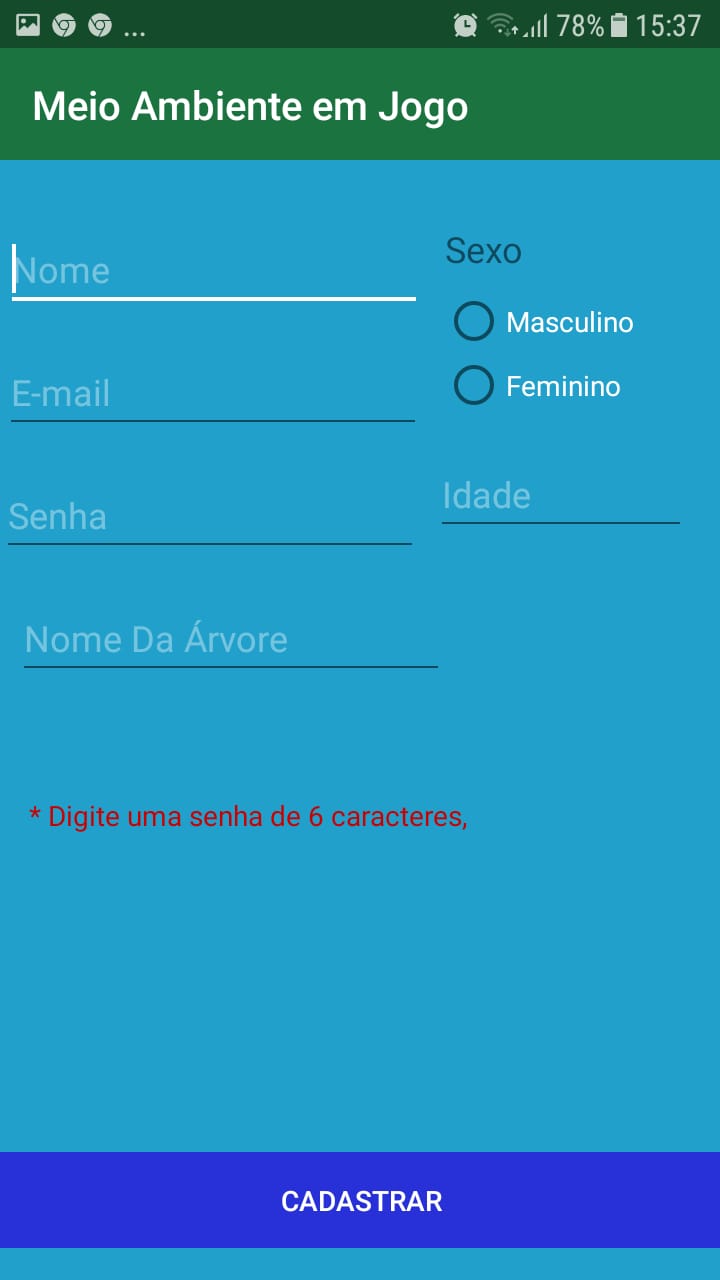 ... 78% 15:37
Meio Ambiente em Jogo
Nome
Sexo
Masculino
E-mail
Feminino
Senha
Idade
Nome Da Árvore
* Digite uma senha de 6 caracteres,
CADASTRAR